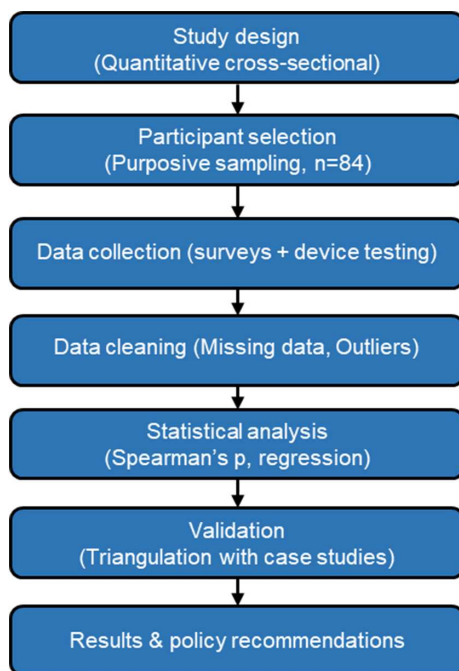 Study design
(Quantitative cross-sectional)
Participant selection
(Purposive sampling, n=84)
Data collection (surveys + device testing)
Data cleaning (Missing data, Outliers)
Statistical analysis
(Spearman’s p, regression)
Validation
(Triangulation with case studies)
Results & policy recommendations